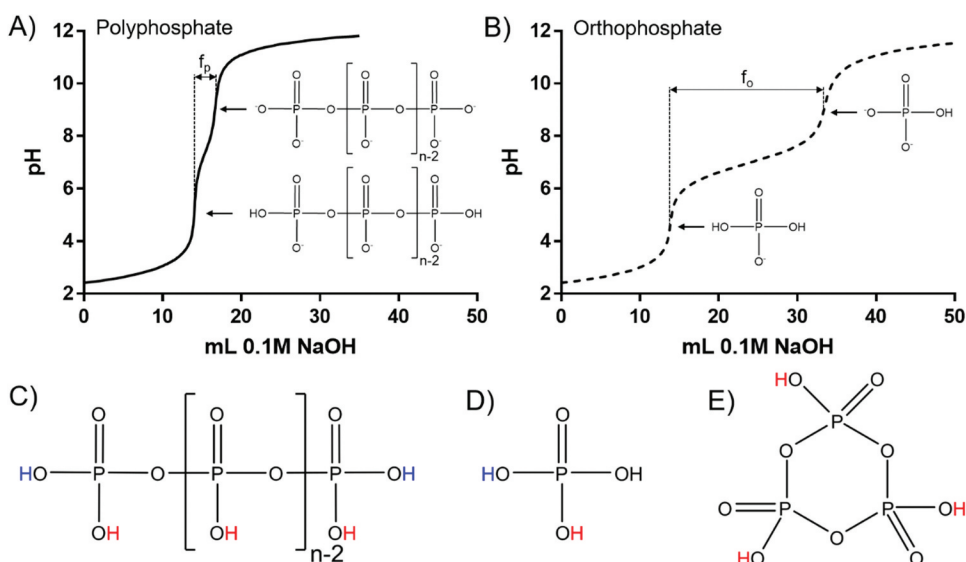 A) Polyphosphate
12
10
8
6
4
2
pH
0 10 20 30 40 50
mL 0.1M NaOH
fp
-O P O P O P O-
O O O
O- O- O-
n-2
HO P O P O P OH
O O O
O- O- O-
n-2
B) Orthophosphate
12
10
8
6
4
2
pH
0 10 20 30 40 50
mL 0.1M NaOH
fo
O
-O P OH
O-
O
HO P OH
O-
C)
O O O
HO P O P O P OH
OH OH OH
n-2
D)
O
HO P OH
OH
E)
HO O
P
O O
O P P OH
HO O O